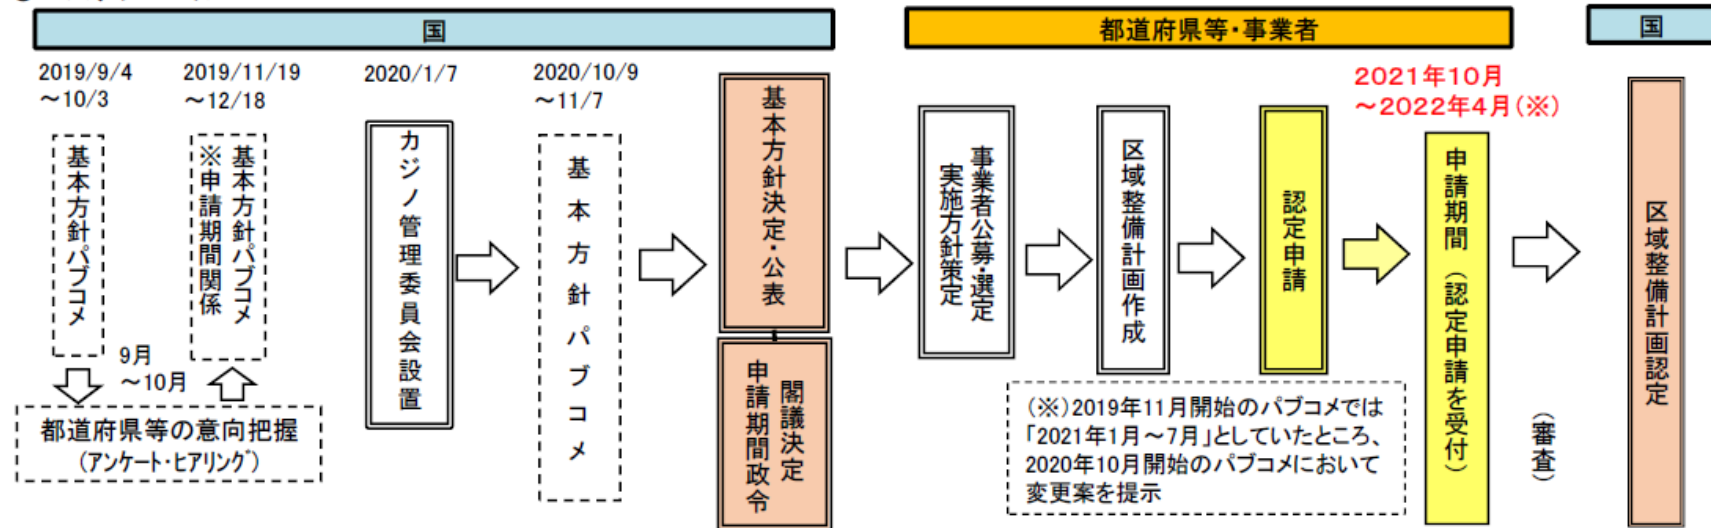 国
都道府県等・事業者
国
2019/9/4
～10/3
2019/11/19
～12/18
2020/1/7
2020/10/9
～11/7
2021年10月
～2022年4月(※)
基本方針パブコメ
基本方針パブコメ
※申請期間関係
9月
～10月
都道府県等の意向把握
(アンケート・ヒアリング)
カジノ管理委員会設置
基本方針パブコメ
基本方針決定・公表
閣議決定
申請期間政令
事業者公募・選定
実施方針策定
区域整備計画作成
認定申請
申請期間（認定申請を受付）
(※)2019年11月開始のパブコメでは
「2021年1月～7月」としていたところ、
2020年10月開始のパブコメにおいて
変更案を提示
（審査）
区域整備計画認定